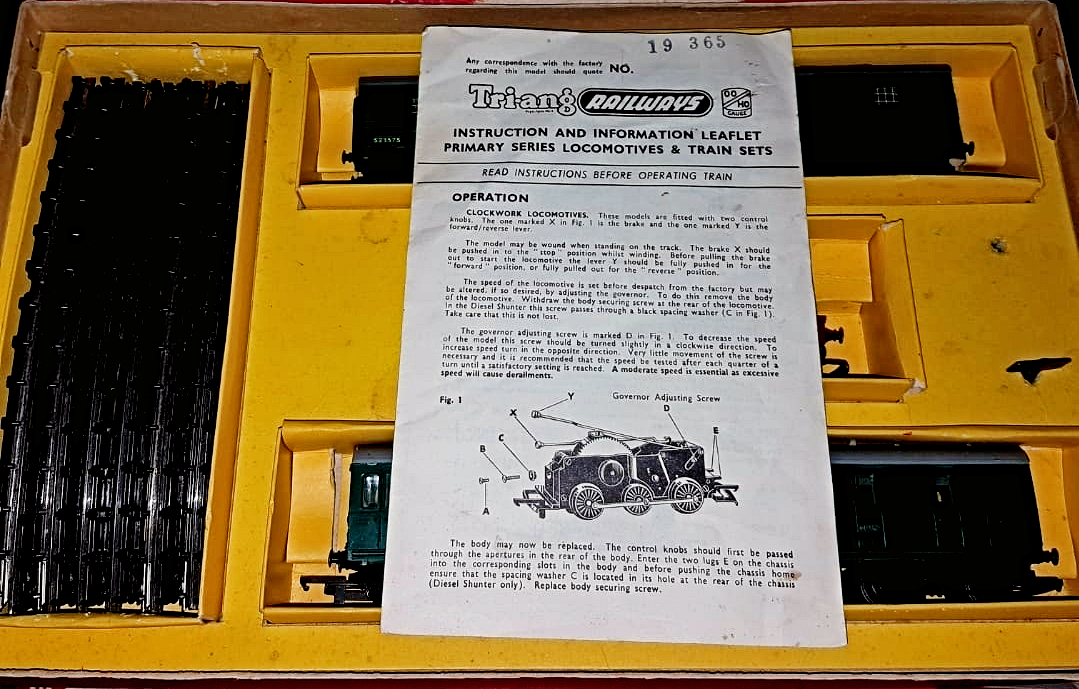 19 365
Any correspondence with the factory
regarding this model should quote NO.
Tri-ang RAILWAYS OO HO GAUGE
INSTRUCTION AND INFORMATION LEAFLET
PRIMARY SERIES LOCOMOTIVES & TRAIN SETS
READ INSTRUCTIONS BEFORE OPERATING TRAIN
OPERATION
CLOCKWORK LOCOMOTIVES. These models are fitted with two control
knobs. The one marked X in Fig. 1 is the brake and the one marked Y is the
forward/reverse lever.
The model may be wound when standing on the track. The brake X should
be pushed in to the "stop" position whilst winding. Before pulling the brake
out to start the locomotive the lever Y should be fully pushed in for the
"forward" position, or fully pulled out for the "reverse" position.
The speed of the locomotive is set before despatch from the factory but may
be altered, if so desired, by adjusting the governor. To do this remove the body
of the locomotive. Withdraw the body securing screw at the rear of the locomotive.
In the Diesel Shunter this screw passes through a black spacing washer (C in Fig. 1).
Take care that this is not lost.
The governor adjusting screw is marked D in Fig. 1. To decrease the speed
of the model this screw should be turned slightly in a clockwise direction. To
increase speed turn in the opposite direction. Very little movement of the screw is
necessary and it is recommended that the speed be tested after each quarter of a
turn until a satisfactory setting is reached. A moderate speed is essential as excessive
speed will cause derailments.
Fig. 1
Y
Governor Adjusting Screw
X
D
C
E
B
A
The body may now be replaced. The control knobs should first be passed
through the apertures in the rear of the body. Enter the two lugs E on the chassis
into the corresponding slots in the body and before pushing the chassis home
ensure that the spacing washer C is located in its hole at the rear of the chassis
(Diesel Shunter only). Replace body securing screw.